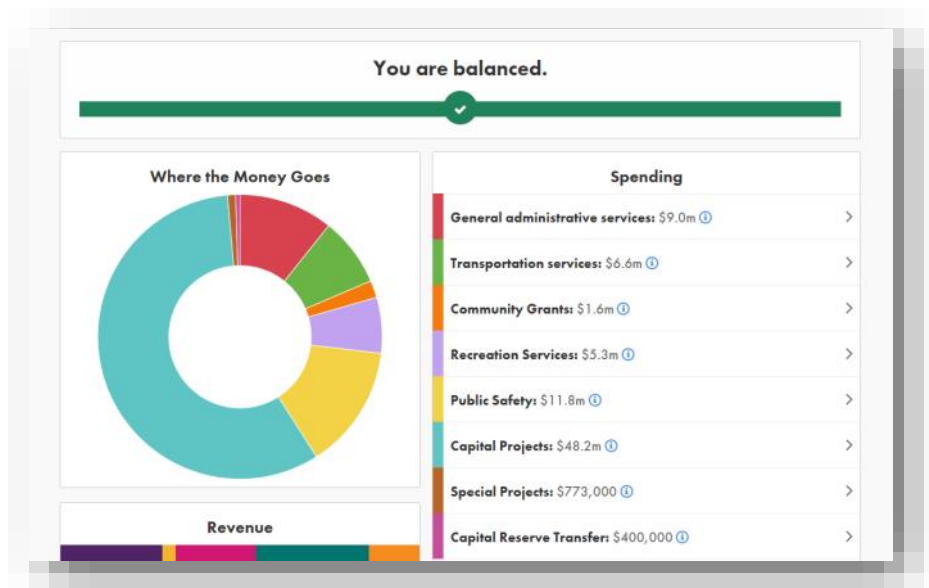 You are balanced.
Where the Money Goes
Spending
General administrative services: $9.0m
Transportation services: $6.6m
Community Grants: $1.6m
Recreation Services: $5.3m
Public Safety: $11.8m
Capital Projects: $48.2m
Special Projects: $773,000
Capital Reserve Transfer: $400,000
Revenue